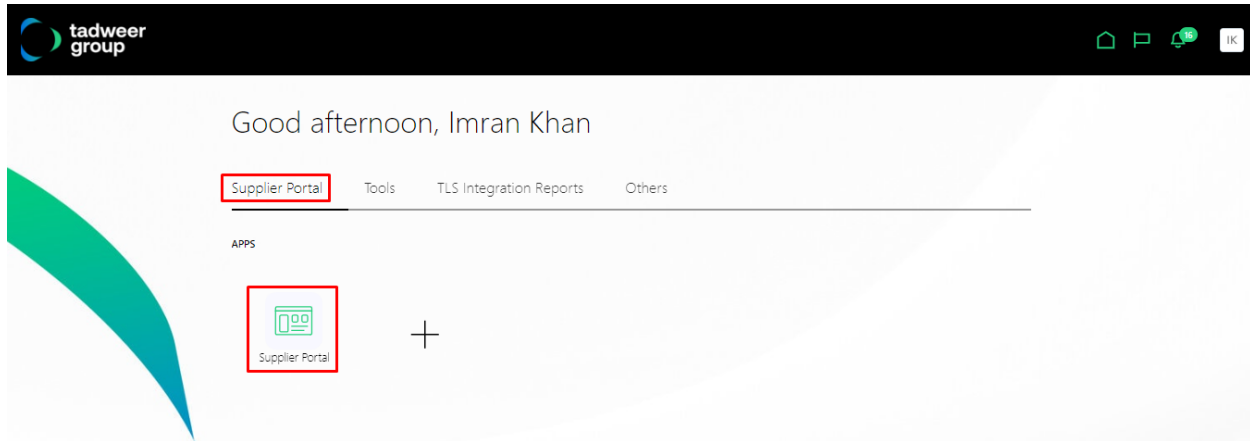 tadweer
group
16
IK
Good afternoon, Imran Khan
Supplier Portal Tools TLS Integration Reports Others
APPS
Supplier Portal